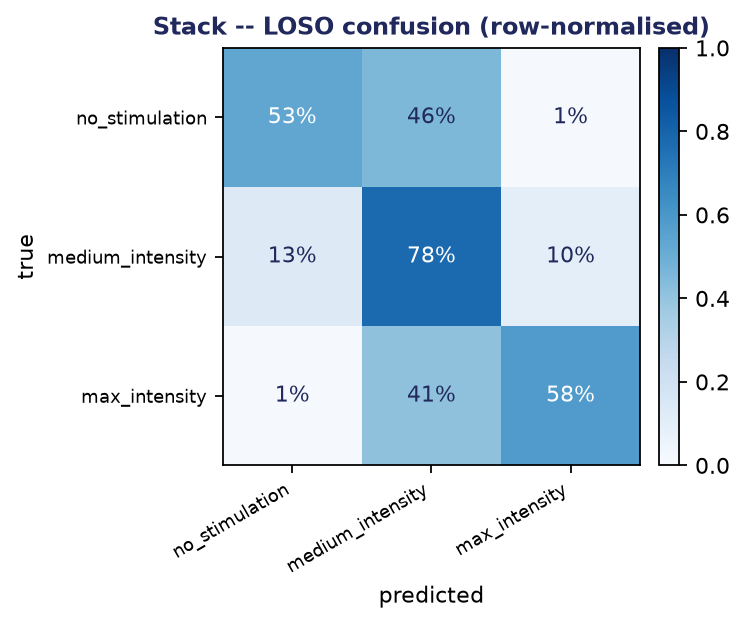 Stack -- LOSO confusion (row-normalised)
no_stimulation 53% 46% 1%
medium_intensity 13% 78% 10%
max_intensity 1% 41% 58%
true
no_stimulation medium_intensity max_intensity
predicted
1.0
0.8
0.6
0.4
0.2
0.0